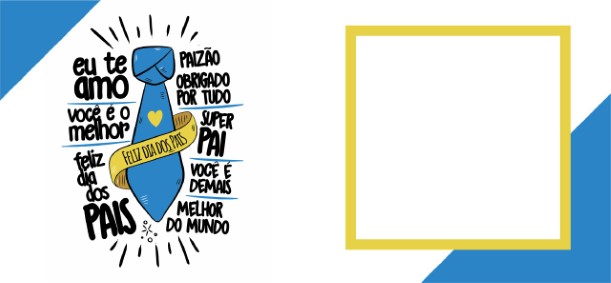 eu te
amo
você é o
melhor
feliz
dia
dos
PAIS
FELIZ DIA DOS PAIS
PAIZÃO
OBRIGADO
POR TUDO
SUPER
PAI
VOCÊ É
DEMAIS
MELHOR
DO MUNDO